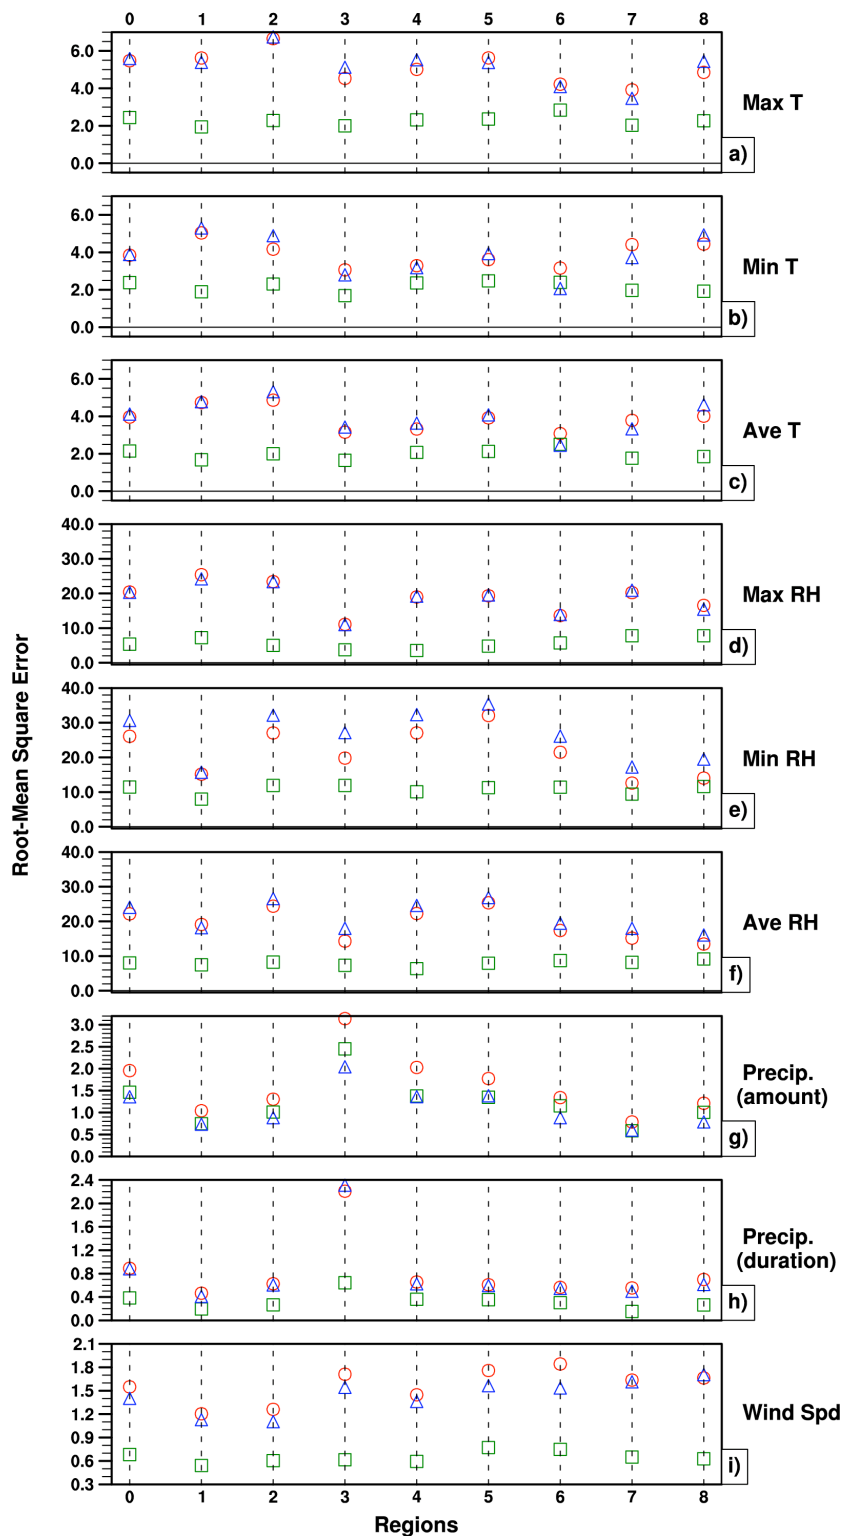 0 1 2 3 4 5 6 7 8
6.0
4.0
2.0
0.0
Max T
a)
6.0
4.0
2.0
0.0
Min T
b)
6.0
4.0
2.0
0.0
Ave T
c)
40.0
30.0
20.0
10.0
0.0
Max RH
d)
Root-Mean Square Error
40.0
30.0
20.0
10.0
0.0
Min RH
e)
40.0
30.0
20.0
10.0
0.0
Ave RH
f)
3.0
2.5
2.0
1.5
1.0
0.5
0.0
Precip.
(amount)
g)
2.4
2.0
1.6
1.2
0.8
0.4
0.0
Precip.
(duration)
h)
2.1
1.8
1.5
1.2
0.9
0.6
0.3
Wind Spd
i)
0 1 2 3 4 5 6 7 8
Regions